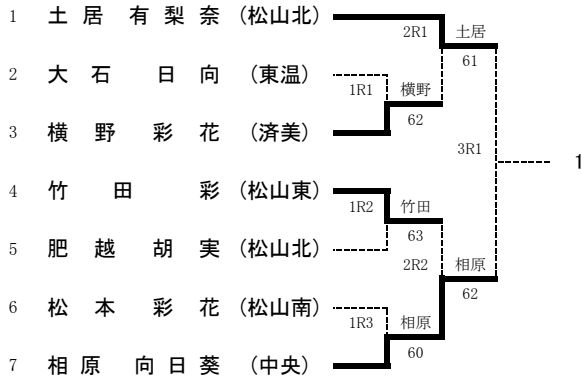 1 土居 有梨奈 (松山北)
2R1 土居
61
2 大石 日向 (東温)
1R1 横野
62
3 横野 彩花 (済美)
3R1
1
4 竹田 彩 (松山東)
1R2 竹田
63
5 肥越 胡実 (松山北)
2R2 相原
62
6 松本 彩花 (松山南)
1R3 相原
60
7 相原 向日葵 (中央)